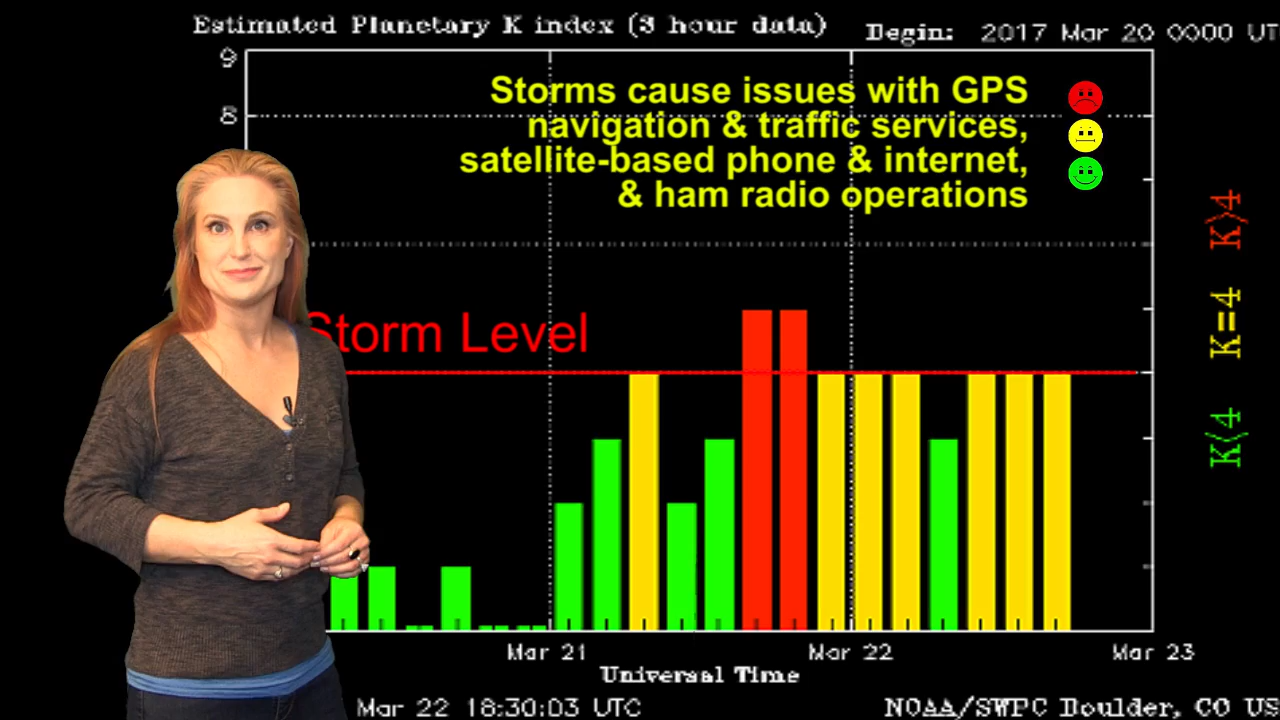 Estimated Planetary K index (3 hour data)
Begin: 2017 Mar 20 0000 UT
9
8
Storms cause issues with GPS
navigation & traffic services,
satellite-based phone & internet,
& ham radio operations
Storm Level
K>4
K=4
K<4
Mar 21
Mar 22
Mar 23
Universal Time
Mar 22 18:30:03 UTC
NOAA/SWPC Boulder, CO US